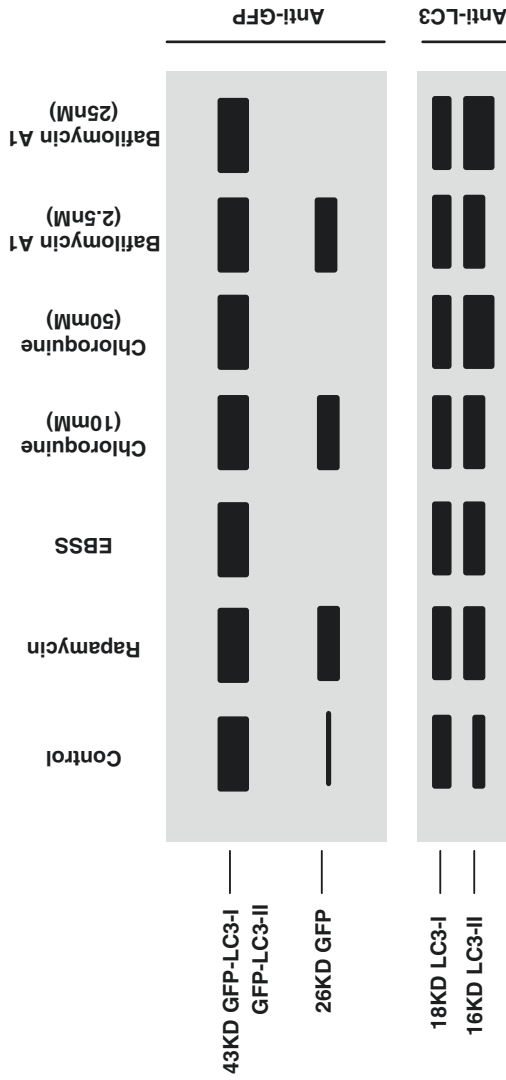 Control
Rapamycin
EBSS
Chloroquine
(10mM)
Chloroquine
(50mM)
Bafilomycin A1
(2.5nM)
Bafilomycin A1
(25nM)
43KD GFP-LC3-I
GFP-LC3-II
26KD GFP
Anti-GFP
18KD LC3-I
16KD LC3-II
Anti-LC3